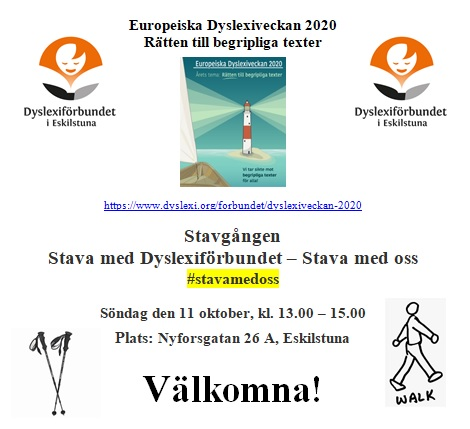 Europeiska Dyslexiveckan 2020
Rätten till begripliga texter
Dyslexiförbundet
i Eskilstuna
Europeisk Dyslexiveckan 2020
Årets tema: Rätten till begripliga texter
Vi tar sikte mot
begripliga texter
för alla!
Dyslexiförbundet
i Eskilstuna
https://www.dyslexi.org/forbundet/dyslexiveckan-2020
Stavgången
Stava med Dyslexiförbundet – Stava med oss
#stavamedoss
Söndag den 11 oktober, kl. 13.00 – 15.00
Plats: Nyforsgatan 26 A, Eskilstuna
Välkomna!
WALK